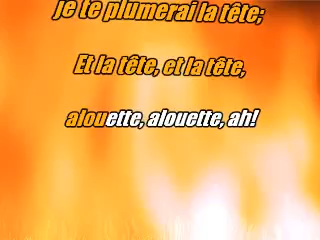 je te plumerai la tête;
Et la tête, et la tête,
alouette, alouette, ah!